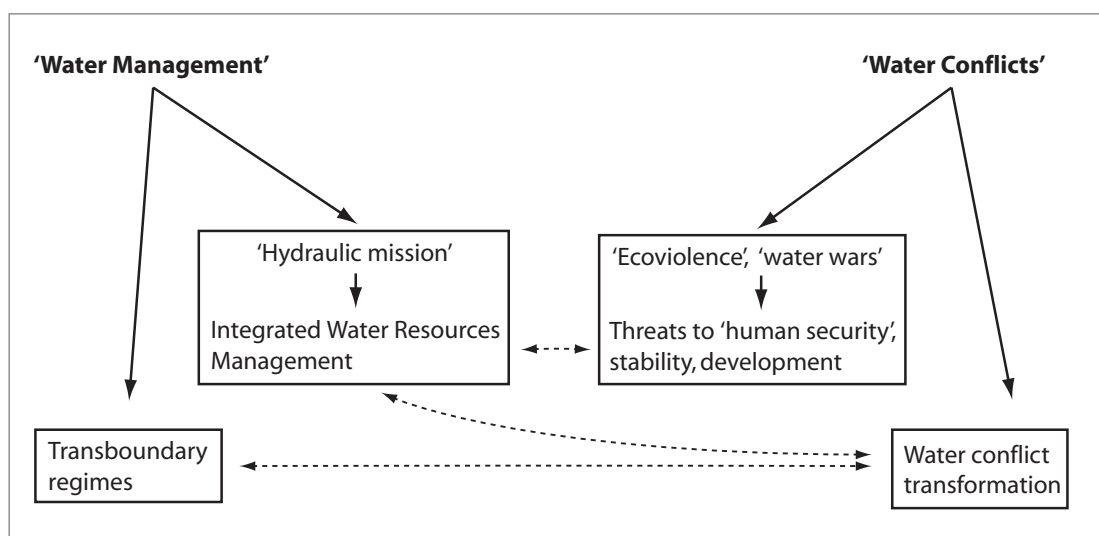 ‘Water Management’
‘Water Conflicts’
‘Hydraulic mission’
Integrated Water Resources
Management
‘Ecoviolence’, ‘water wars’
Threats to ‘human security’,
stability, development
Transboundary
regimes
Water conflict
transformation